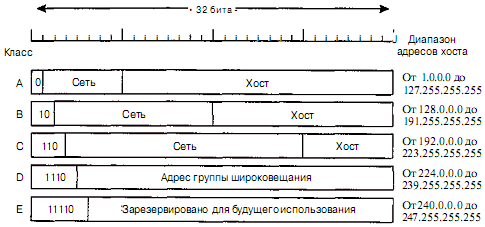 32 бита
Диапазон
адресов хоста
Класс
A 0 Сеть Хост От 1.0.0.0 до
127.255.255.255
B 10 Сеть Хост От 128.0.0.0 до
191.255.255.255
C 110 Сеть Хост От 192.0.0.0 до
223.255.255.255
D 1110 Адрес группы широковещания От 224.0.0.0 до
239.255.255.255
E 11110 Зарезервировано для будущего использования От 240.0.0.0 до
247.255.255.255